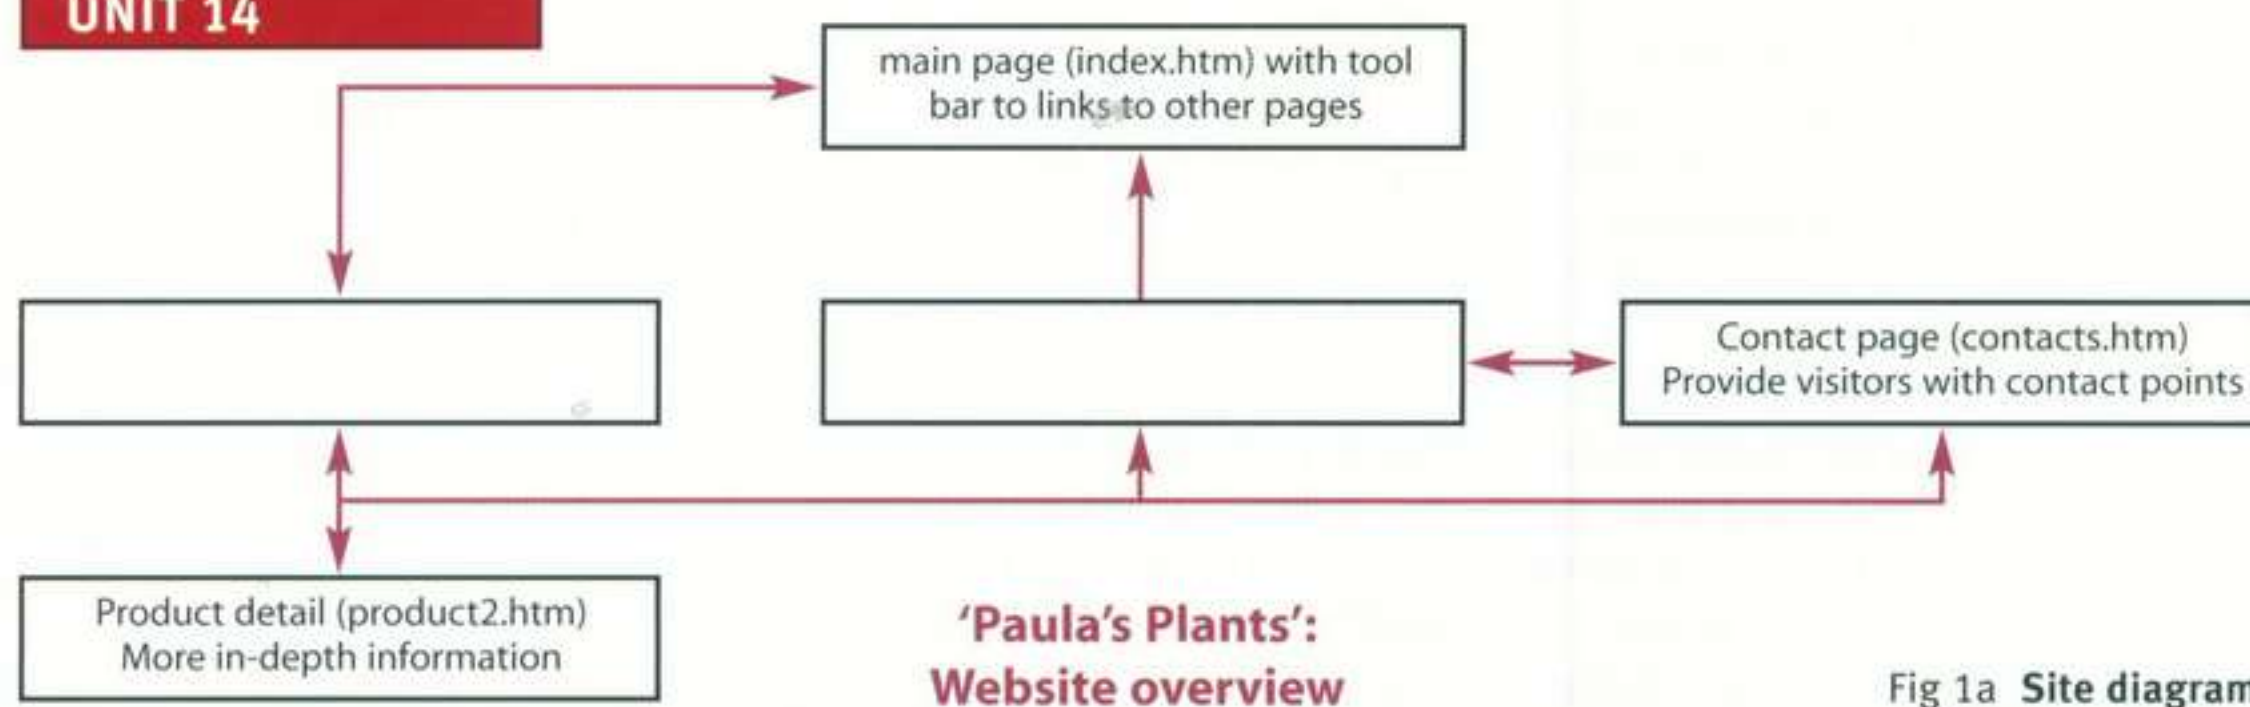 UNIT 14
main page (index.htm) with tool
bar to links to other pages
Contact page (contacts.htm)
Provide visitors with contact points
Product detail (product2.htm)
More in-depth information
'Paula's Plants':
Website overview
Fig 1a Site diagram